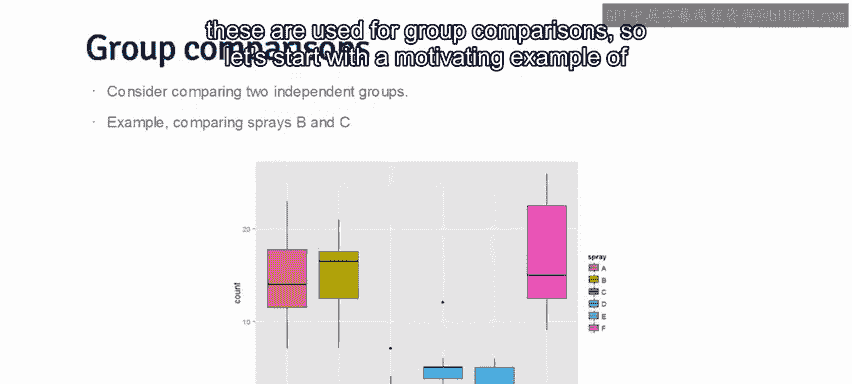 these are used for group comparisons, so
let's start with a motivating example of
Group comparisons
· Consider comparing two independent groups.
· Example, comparing sprays B and C
20
10
count
spray
A
B
C
D
E
F